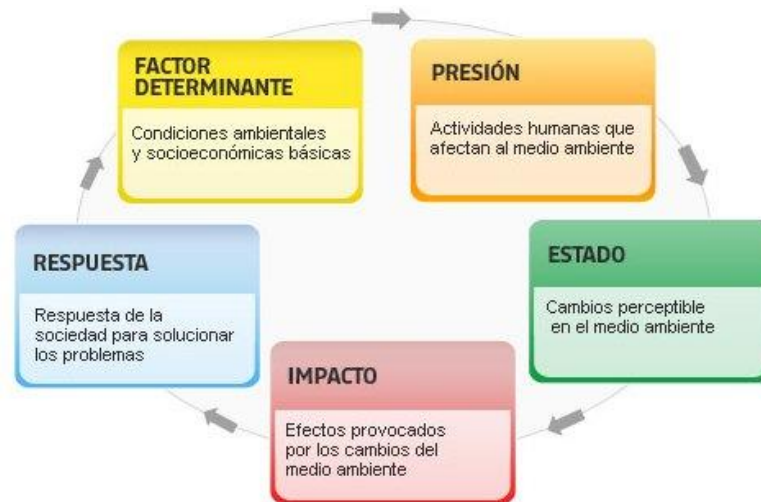 FACTOR
DETERMINANTE
Condiciones ambientales
y socioeconómicas básicas
PRESIÓN
Actividades humanas que
afectan al medio ambiente
ESTADO
Cambios perceptible
en el medio ambiente
IMPACTO
Efectos provocados
por los cambios del
medio ambiente
RESPUESTA
Respuesta de la
sociedad para solucionar
los problemas